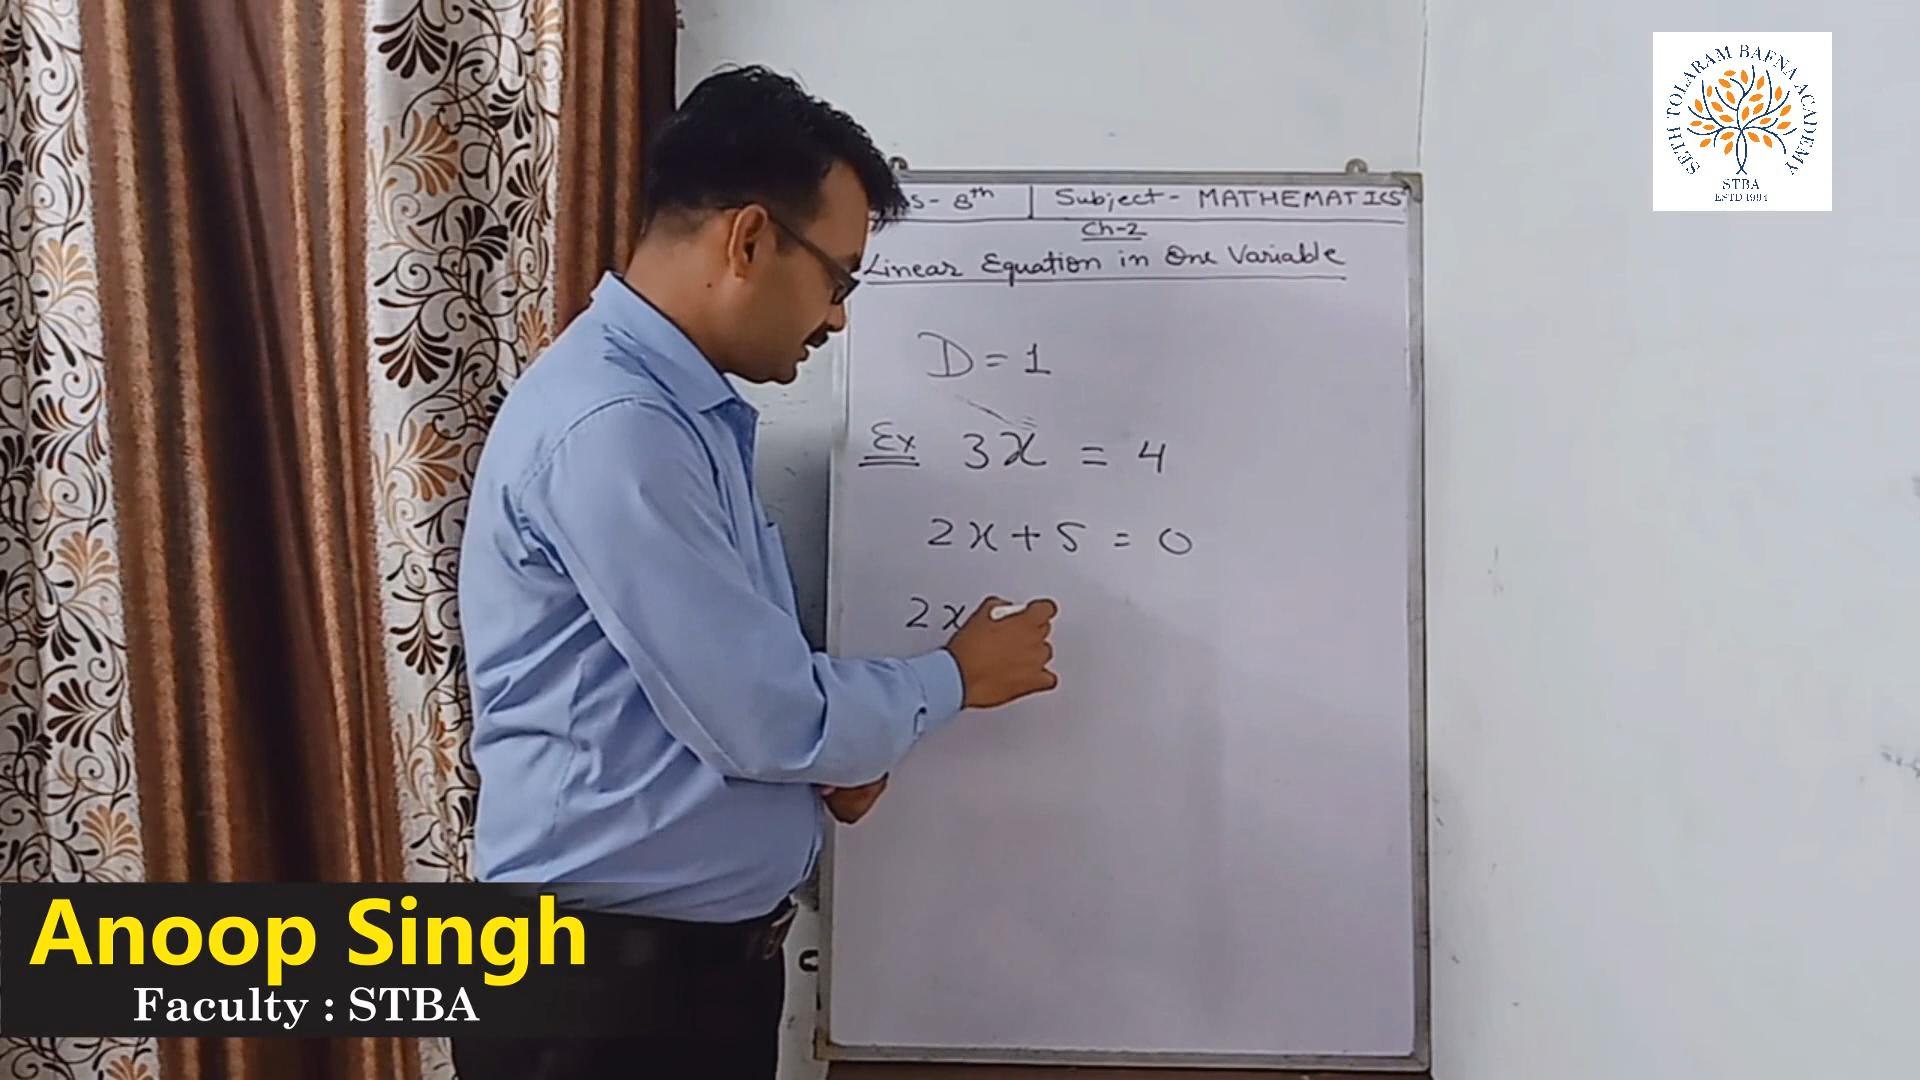 SETH TOLARAM BAFNA ACADEMY
STBA
ESTD 1994
s - 8th | Subject - MATHEMATICS
Ch-2
Linear Equation in One Variable
D = 1
Ex 3x = 4
2x + 5 = 0
2x
Anoop Singh
Faculty : STBA